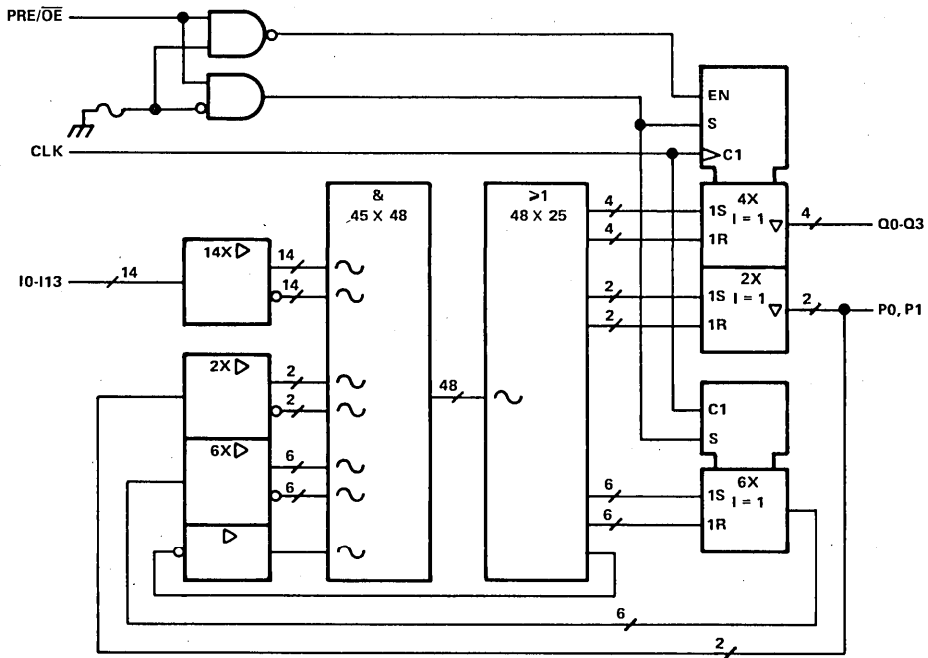 PRE/OE
EN
S
CLK
C1
&
45 X 48
≥1
48 X 25
4
1S
4X
I = 1
▽
4
Q0-Q3
4
1R
14X ▷
14
I0-I13
14
14
2
1S
2X
I = 1
▽
2
P0, P1
2
1R
2X ▷
2
2
48
C1
S
6X ▷
6
6
6
1S
6X
I = 1
6
1R
▷
6
2